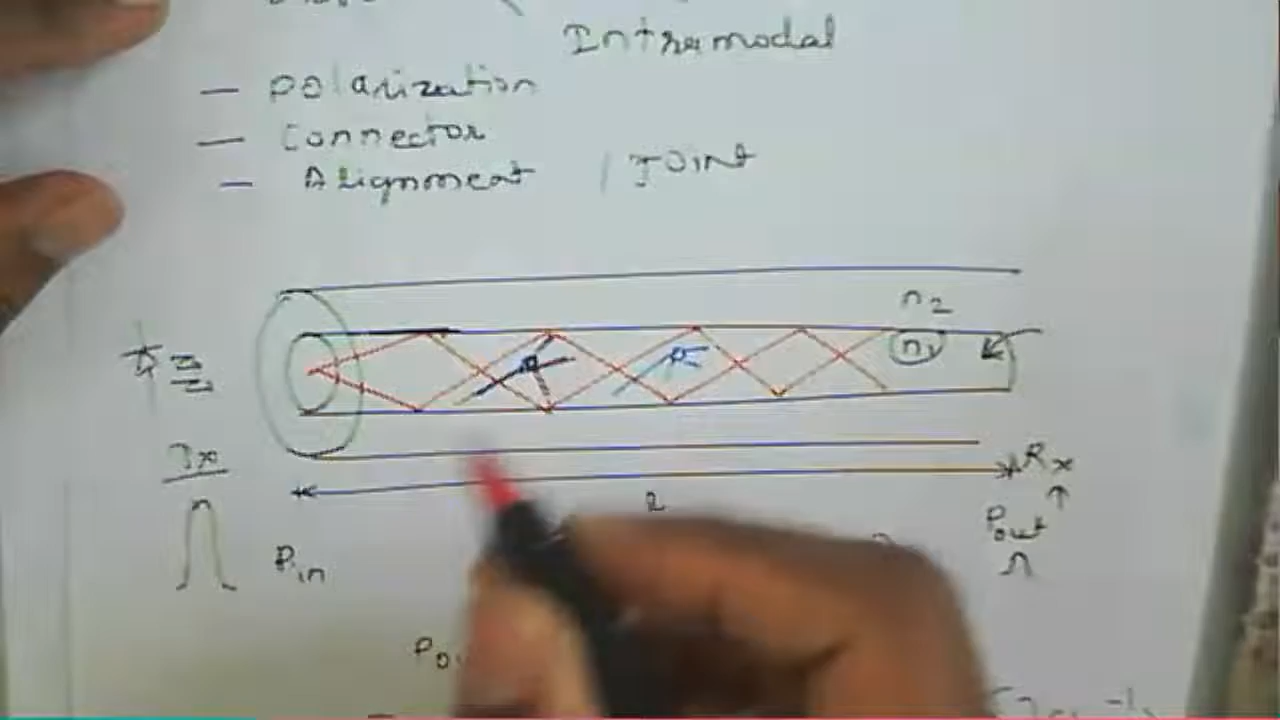 Intramodal
— Polarization
— Connector
— Alignment / Joint
n2
n1
Tx
Rx
Pout
Pin